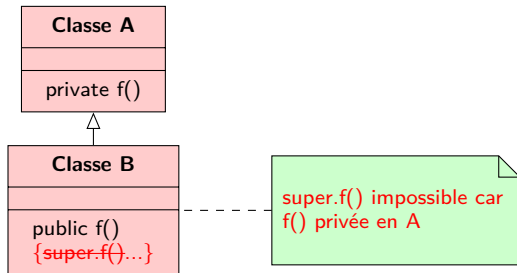 Classe A
private f()
Classe B
public f()
{super.f()...}
super.f() impossible car
f() privée en A